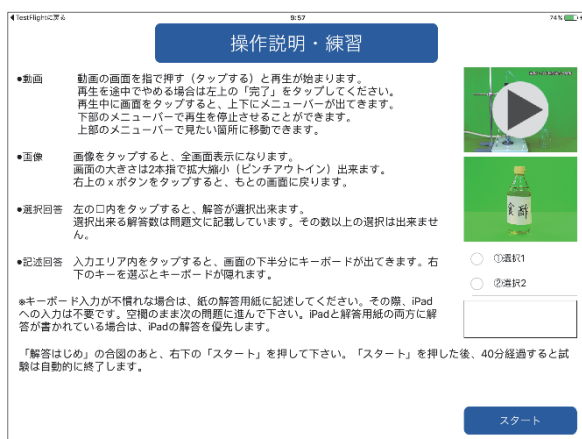 TestFlightに戻る 9:57 74%
操作説明・練習
●動画 動画の画面を指で押す（タップする）と再生が始まります。
再生を途中でやめる場合は左上の「完了」をタップしてください。
再生中に画面をタップすると、上下にメニューバーが出てきます。
下部のメニューバーで再生を停止させることができます。
上部のメニューバーで見たい箇所に移動できます。
●画像 画像をタップすると、全画面表示になります。
画面の大きさは2本指で拡大縮小（ピンチアウトイン）出来ます。
右上のｘボタンをタップすると、もとの画面に戻ります。
食酢
●選択回答 左の□内をタップすると、解答が選択出来ます。
選択出来る解答数は問題文に記載しています。その数以上の選択は出来ませ
ん。
①選択1
②選択2
●記述回答 入力エリア内をタップすると、画面の下半分にキーボードが出てきます。右
下のキーを選ぶとキーボードが隠れます。
※キーボード入力が不慣れな場合は、紙の解答用紙に記述してください。その際、iPad
への入力は不要です。空欄のまま次の問題に進んで下さい。iPadと解答用紙の両方に解
答が書かれている場合は、iPadの解答を優先します。
「解答はじめ」の合図のあと、右下の「スタート」を押して下さい。「スタート」を押した後、40分経過すると試
験は自動的に終了します。
スタート